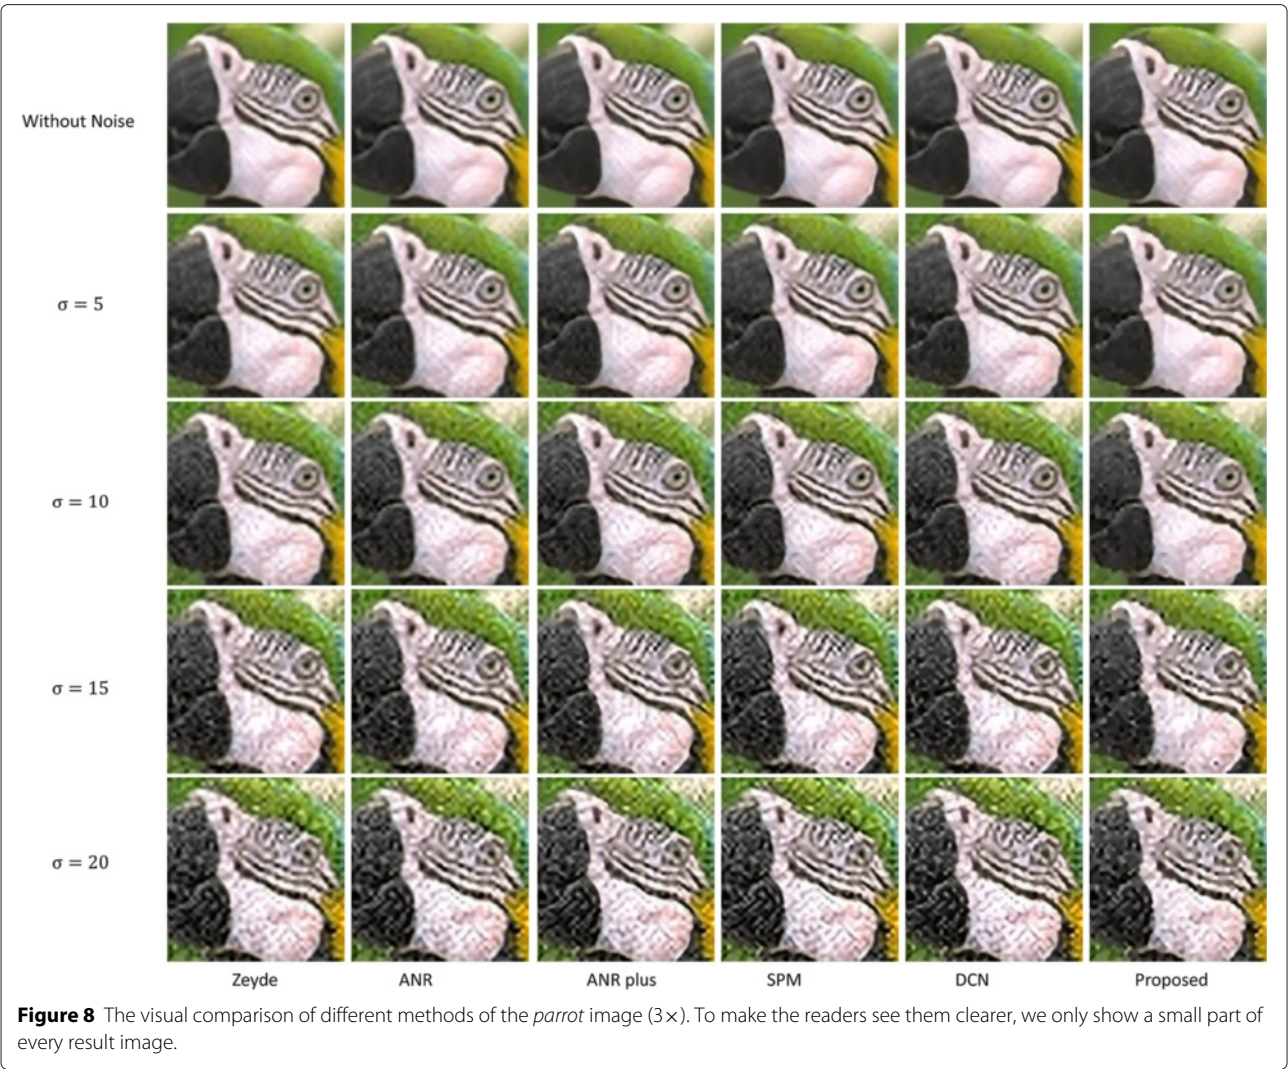 Without Noise
σ = 5
σ = 10
σ = 15
σ = 20
Zeyde ANR ANR plus SPM DCN Proposed
Figure 8 The visual comparison of different methods of the parrot image (3×). To make the readers see them clearer, we only show a small part of
every result image.